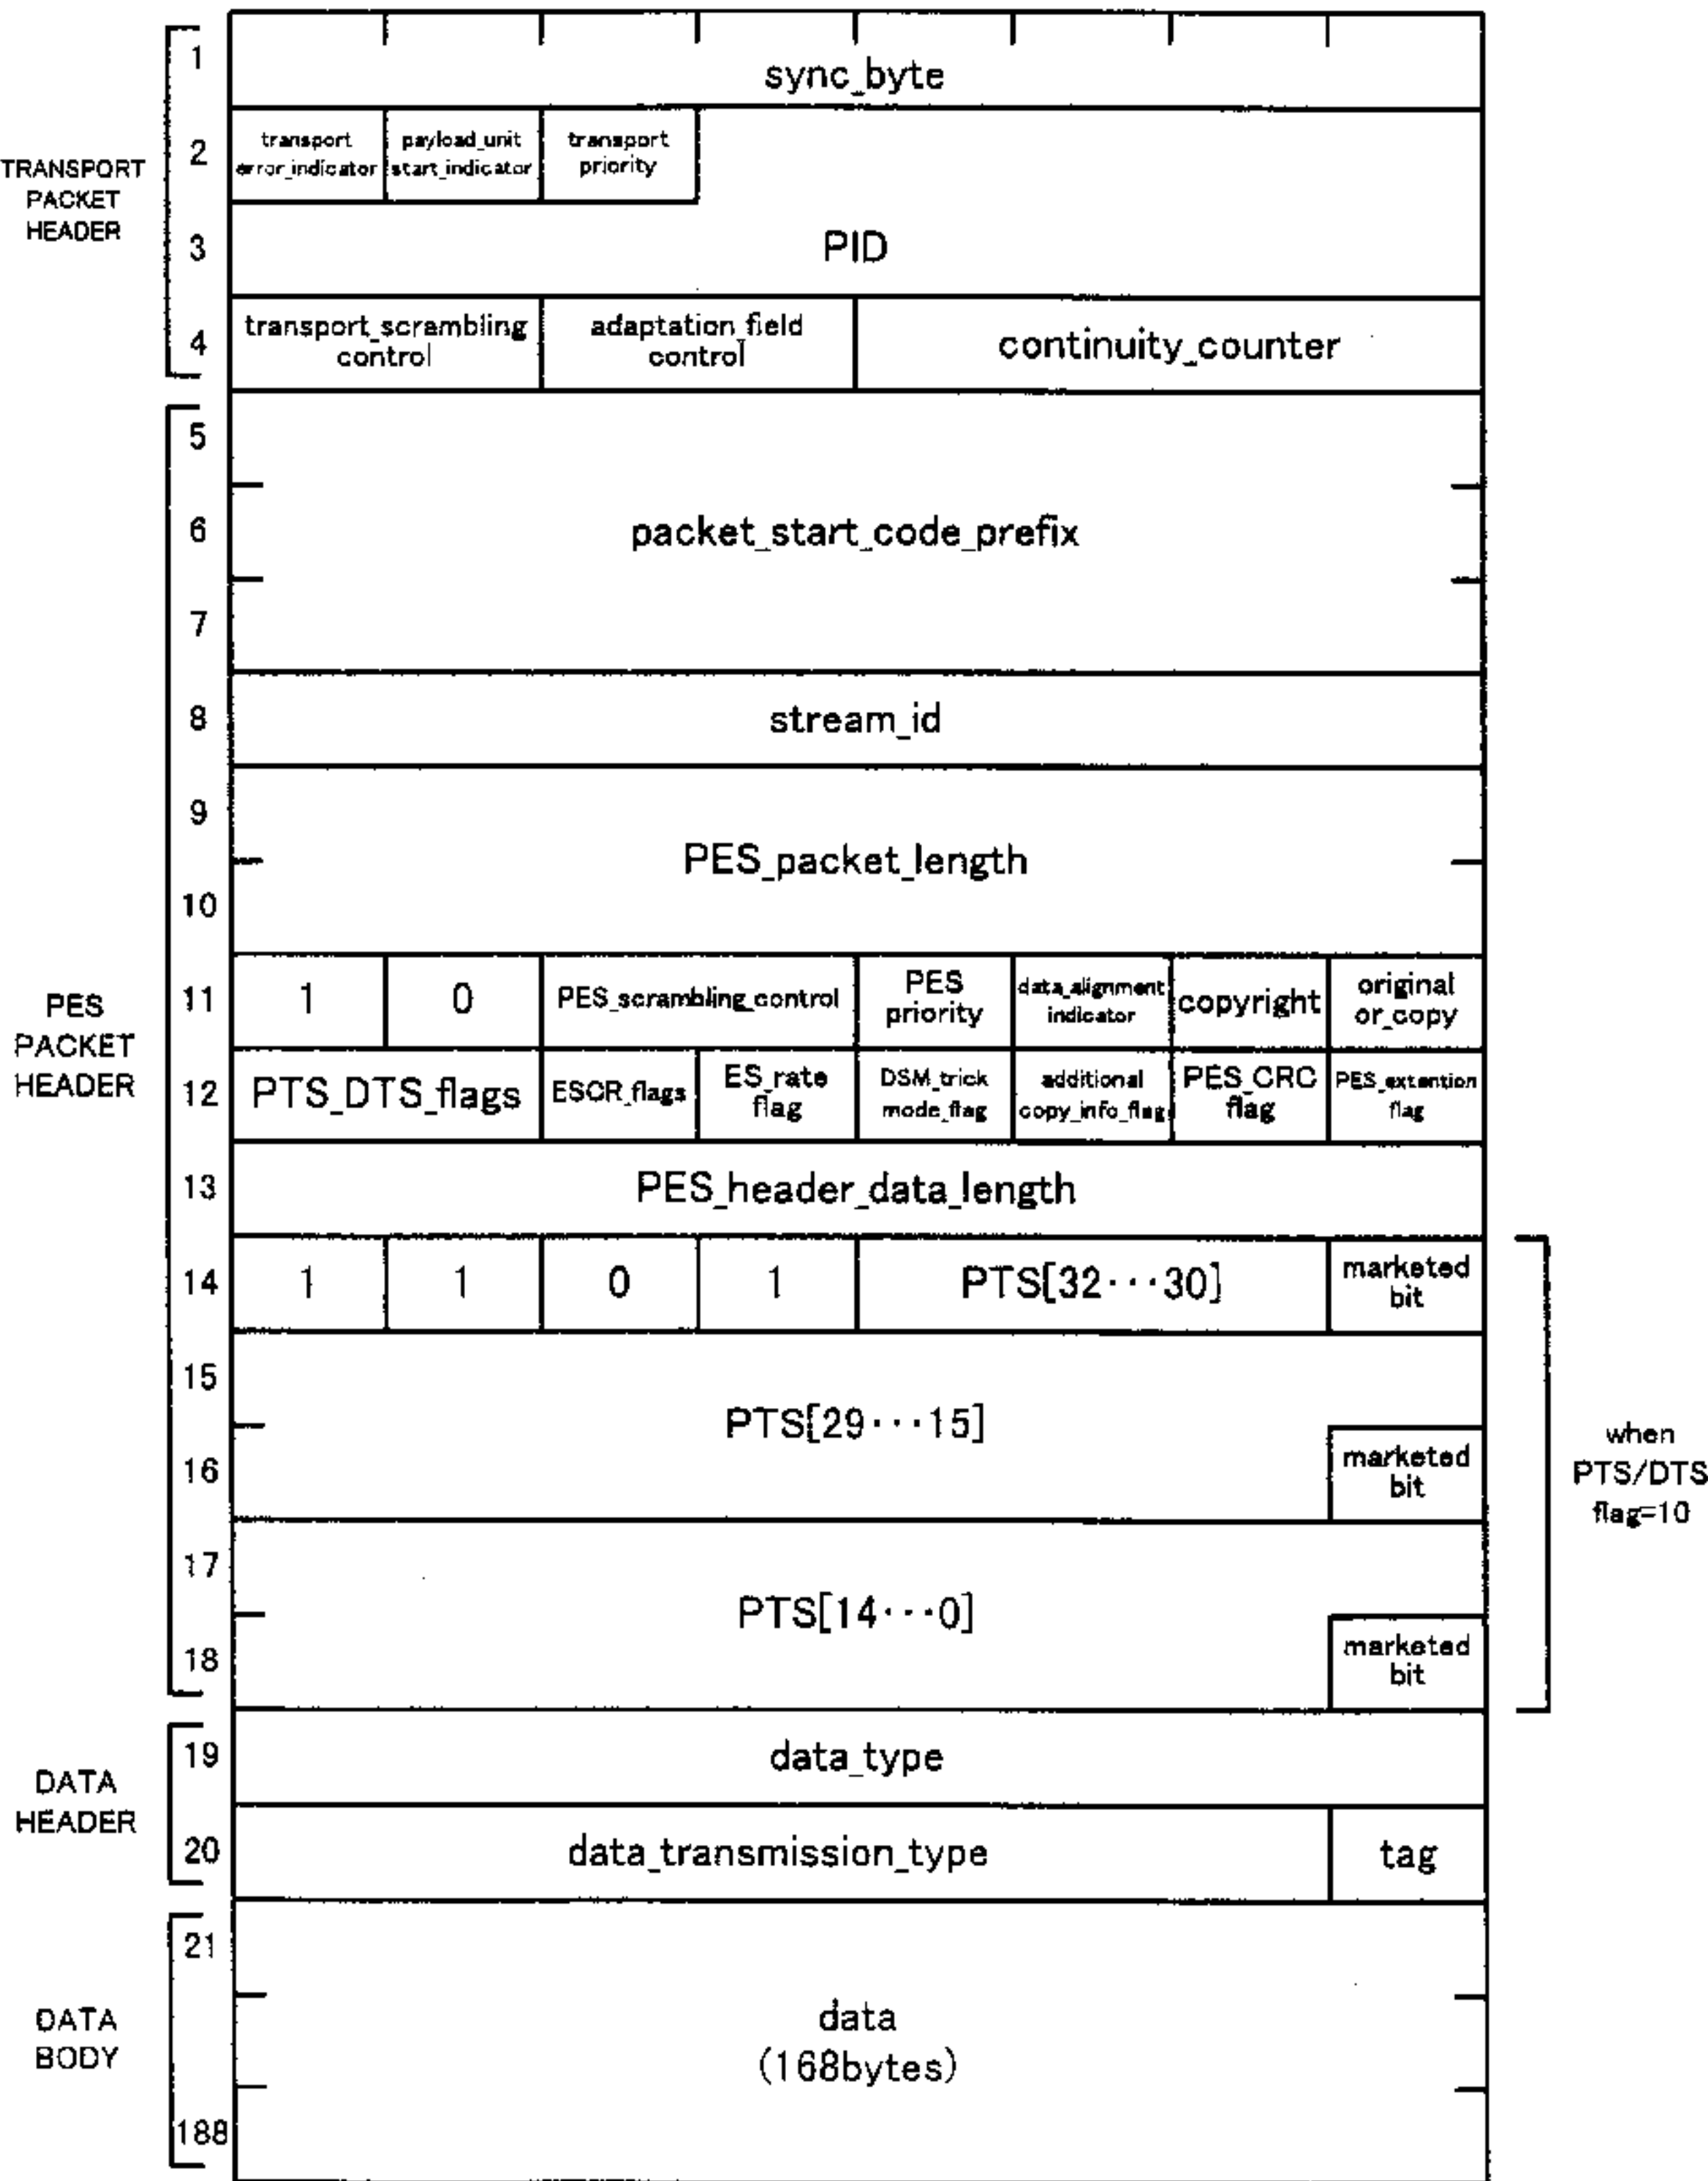 1
sync_byte
TRANSPORT
PACKET
HEADER
2
transport
error_indicator
payload_unit
start_indicator
transport
priority
3
PID
4
transport_scrambling
control
adaptation_field
control
continuity_counter
5
6
packet_start_code_prefix
7
8
stream_id
9
PES_packet_length
10
PES
PACKET
HEADER
11
1
0
PES_scrambling_control
PES
priority
data_alignment
indicator
copyright
original
or_copy
12
PTS_DTS_flags
ESCR_flags
ES_rate
flag
DSM_trick
mode_flag
additional
copy_info_flag
PES_CRC
flag
PES_extention
flag
13
PES_header_data_length
14
1
1
0
1
PTS[32···30]
marketed
bit
15
PTS[29···15]
16
marketed
bit
when
PTS/DTS
flag=10
17
PTS[14···0]
18
marketed
bit
DATA
HEADER
19
data_type
20
data_transmission_type
tag
DATA
BODY
21
data
(168bytes)
188